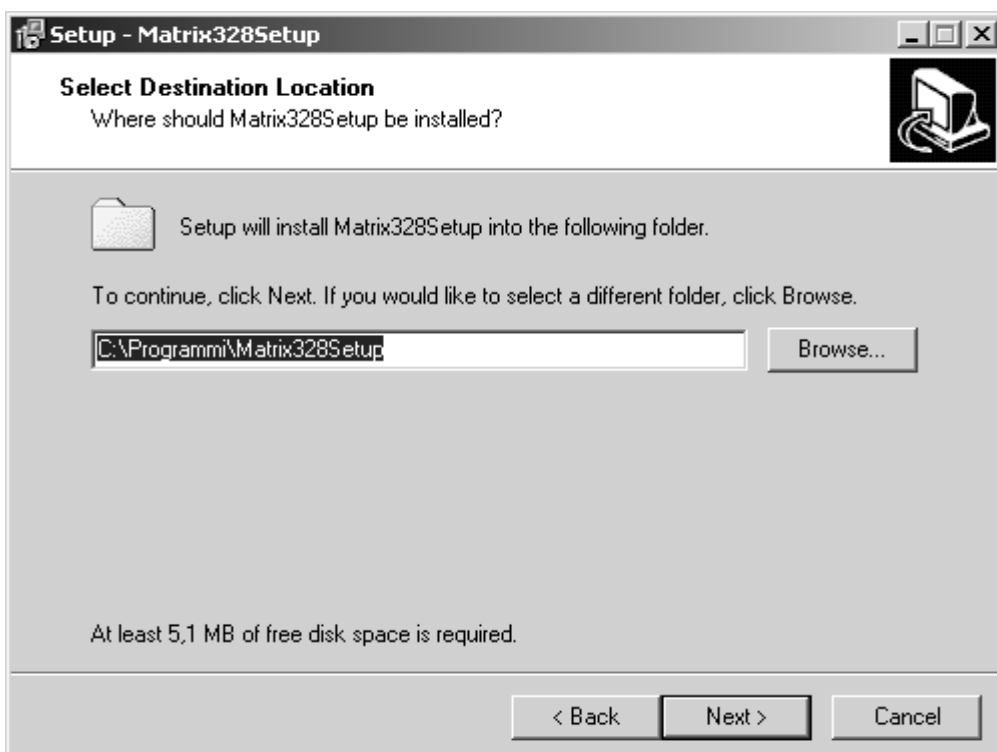 Setup - Matrix328Setup
Select Destination Location
Where should Matrix328Setup be installed?
Setup will install Matrix328Setup into the following folder.
To continue, click Next. If you would like to select a different folder, click Browse.
C:\Programmi\Matrix328Setup
Browse...
At least 5,1 MB of free disk space is required.
< Back
Next >
Cancel